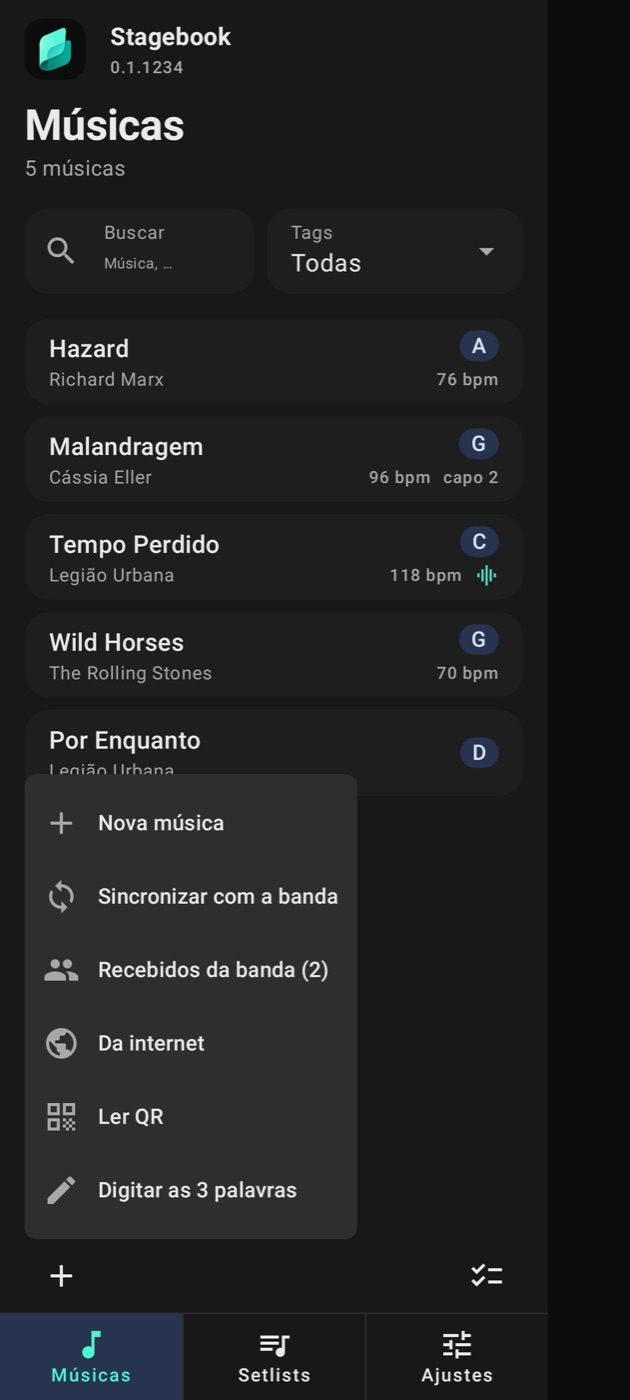 Stagebook
0.1.1234
Músicas
5 músicas
Buscar
Música, …
Tags
Todas
Hazard
A
Richard Marx
76 bpm
Malandragem
G
Cássia Eller
96 bpm capo 2
Tempo Perdido
C
Legião Urbana
118 bpm
Wild Horses
G
The Rolling Stones
70 bpm
Por Enquanto
D
Legião Urbana
Nova música
Sincronizar com a banda
Recebidos da banda (2)
Da internet
Ler QR
Digitar as 3 palavras
Músicas
Setlists
Ajustes